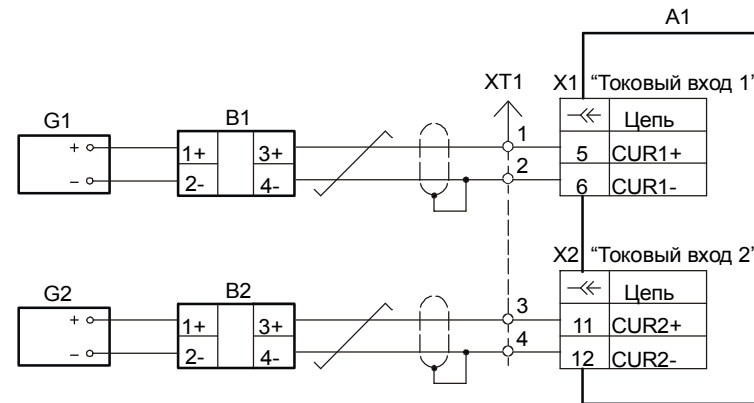 A1
XT1 X1 “Токовый вход 1”
G1 B1 Цепь
+ 1+ 3+ 1 5 CUR1+
− 2- 4- 2 6 CUR1-
X2 “Токовый вход 2”
G2 B2 Цепь
+ 1+ 3+ 3 11 CUR2+
− 2- 4- 4 12 CUR2-